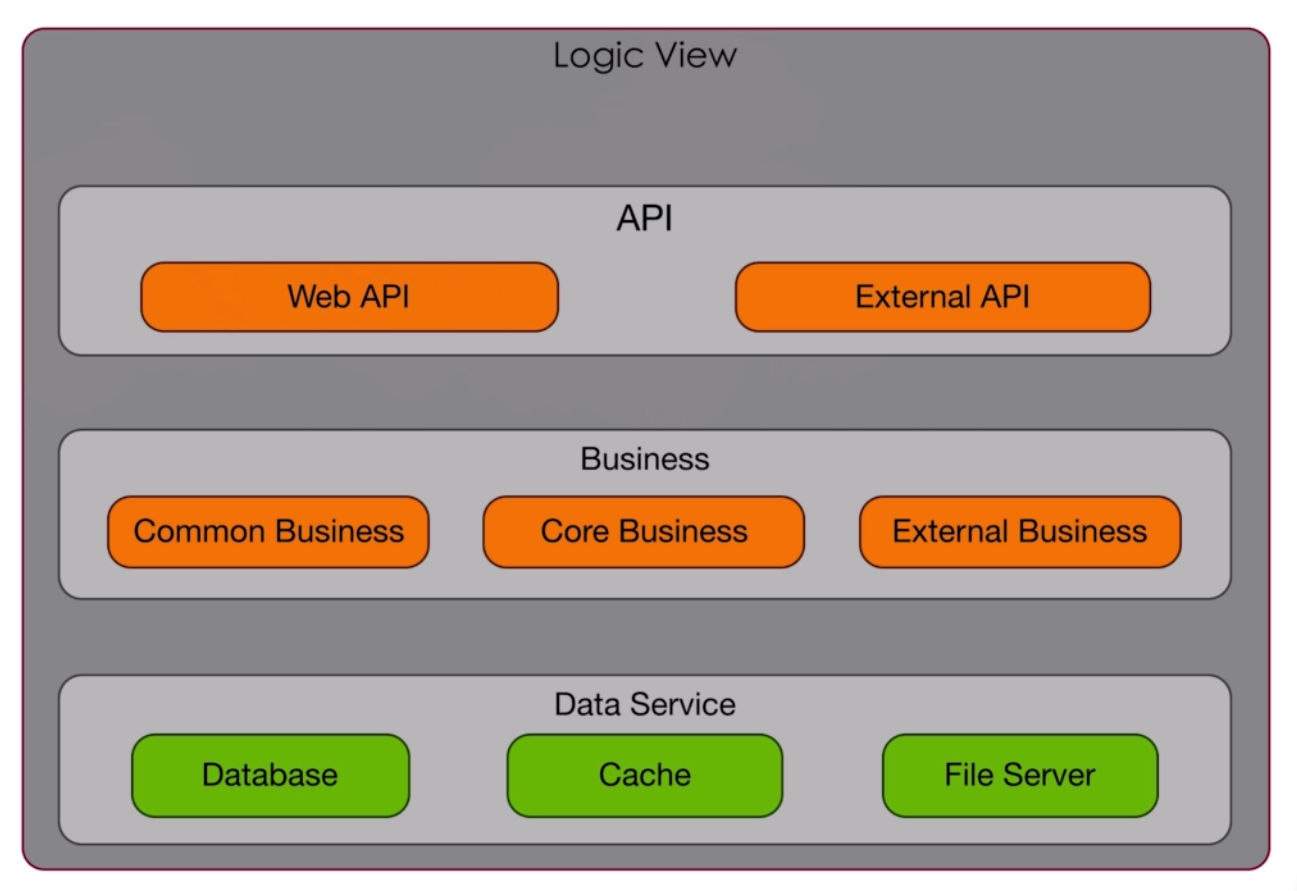 Logic View
API
Web API External API
Business
Common Business Core Business External Business
Data Service
Database Cache File Server